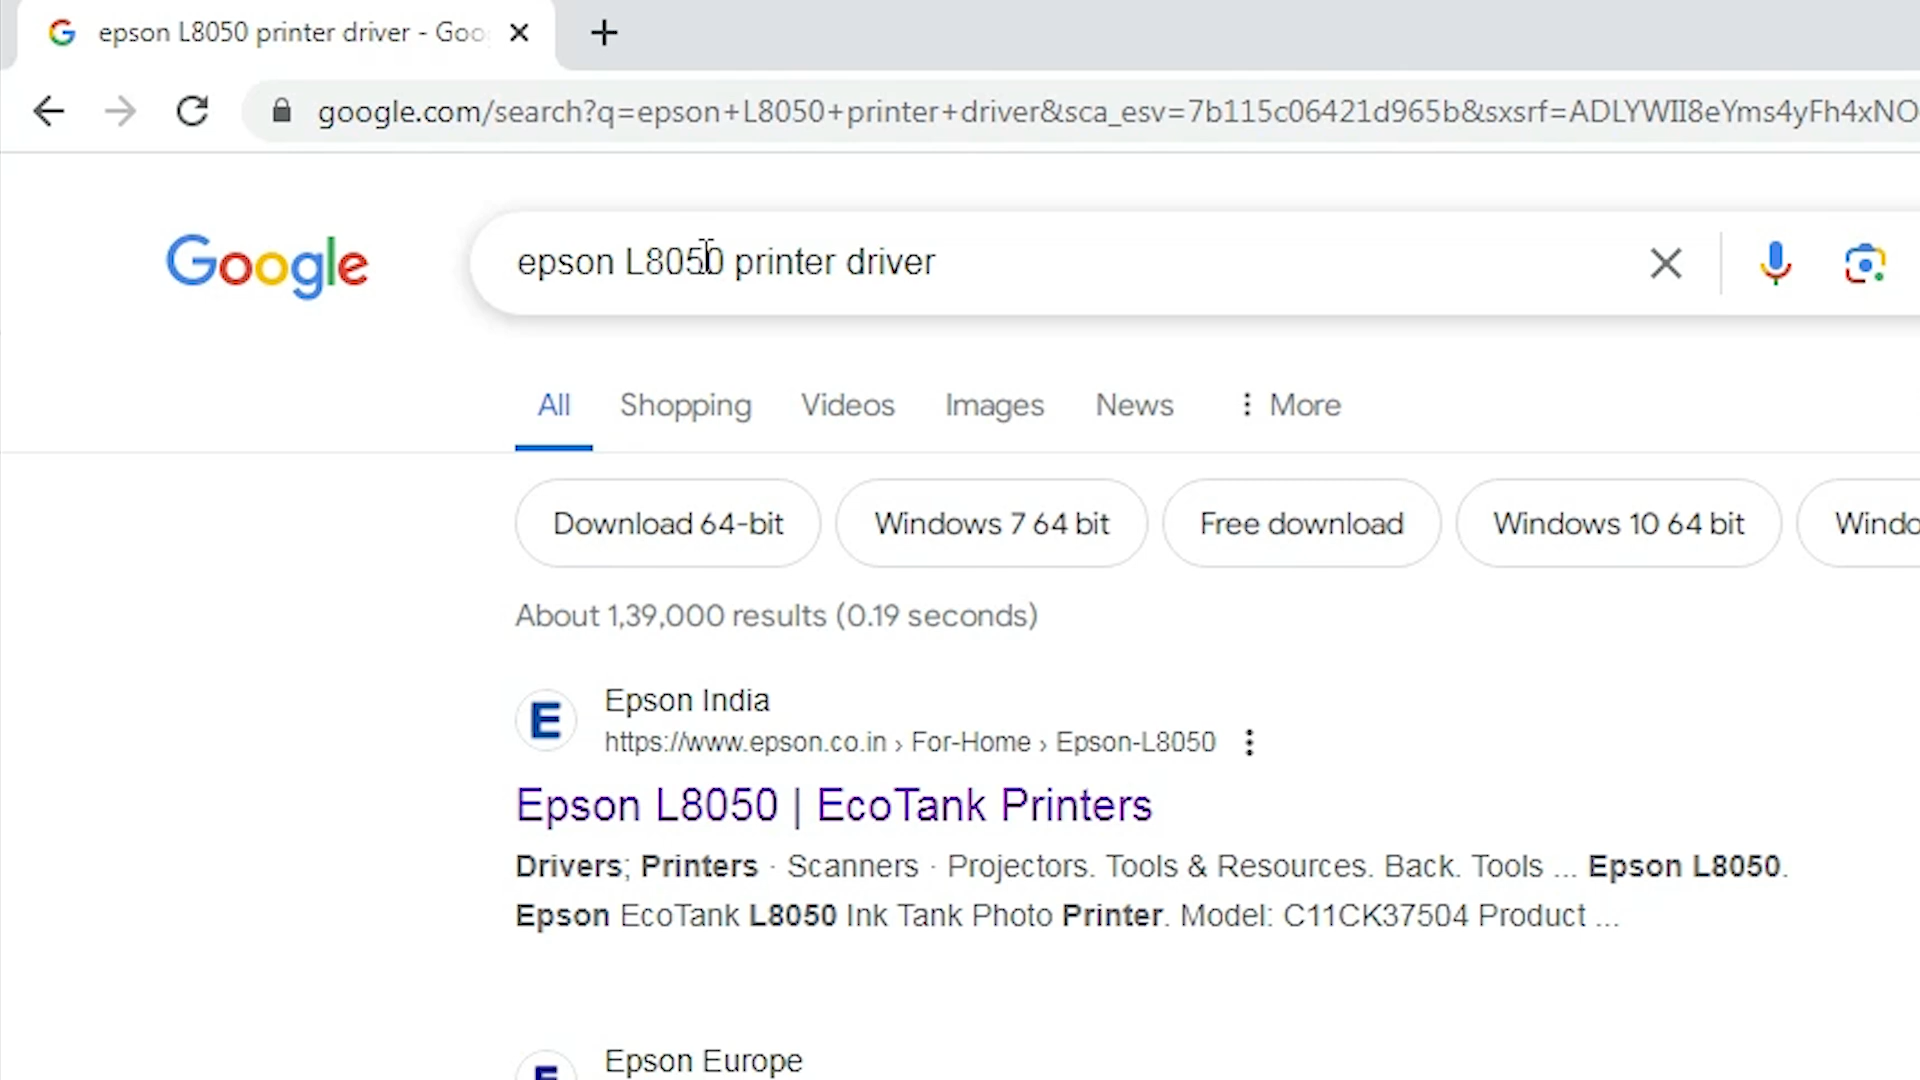 epson L8050 printer driver - Goo
google.com/search?q=epson+L8050+printer+driver&sca_esv=7b115c06421d965b&sxsrf=ADLYWII8eYms4yFh4xNO
Google
epson L8050 printer driver
All Shopping Videos Images News More
Download 64-bit Windows 7 64 bit Free download Windows 10 64 bit Windo
About 1,39,000 results (0.19 seconds)
E Epson India
https://www.epson.co.in › For-Home › Epson-L8050
Epson L8050 | EcoTank Printers
Drivers; Printers · Scanners · Projectors. Tools & Resources. Back. Tools ... Epson L8050.
Epson EcoTank L8050 Ink Tank Photo Printer. Model: C11CK37504 Product ...
E Epson Europe